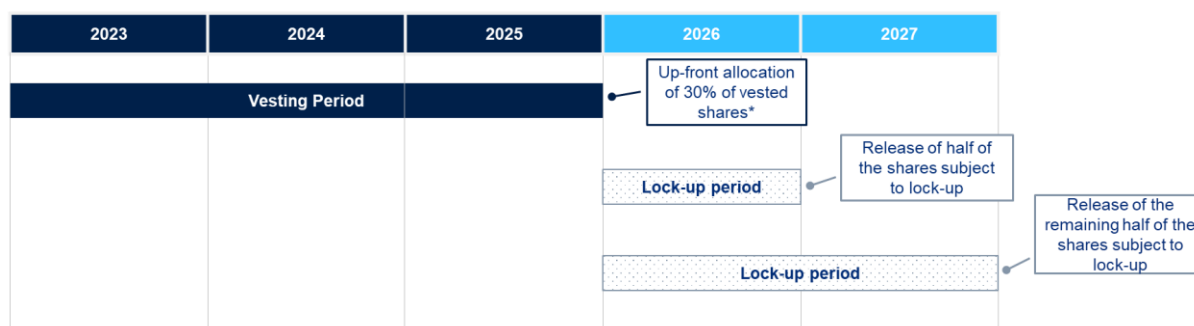 2023 2024 2025 2026 2027
Vesting Period
Up-front allocation
of 30% of vested
shares*
Lock-up period
Release of half of
the shares subject
to lock-up
Lock-up period
Release of the
remaining half of the
shares subject to
lock-up